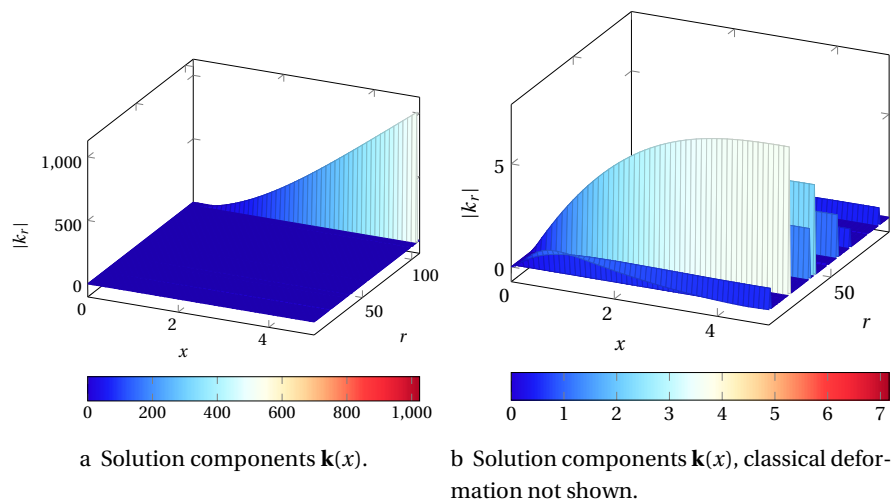 1,000
500
0
|k_r|
0
2
4
x
50
100
r
0 200 400 600 800 1,000
a Solution components k(x).
5
0
|k_r|
0
2
4
x
50
r
0 1 2 3 4 5 6 7
b Solution components k(x), classical defor-
mation not shown.